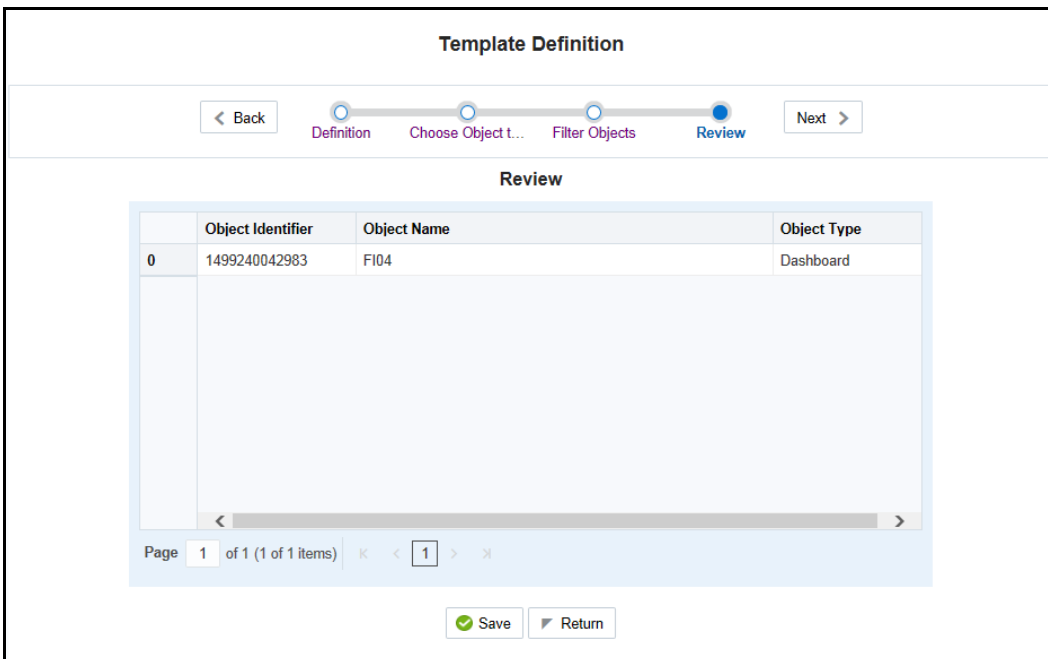 Template Definition
Back
Definition
Choose Object t...
Filter Objects
Review
Next
Review
Object Identifier Object Name Object Type
0 1499240042983 FI04 Dashboard
Page 1 of 1 (1 of 1 items) 1
Save Return